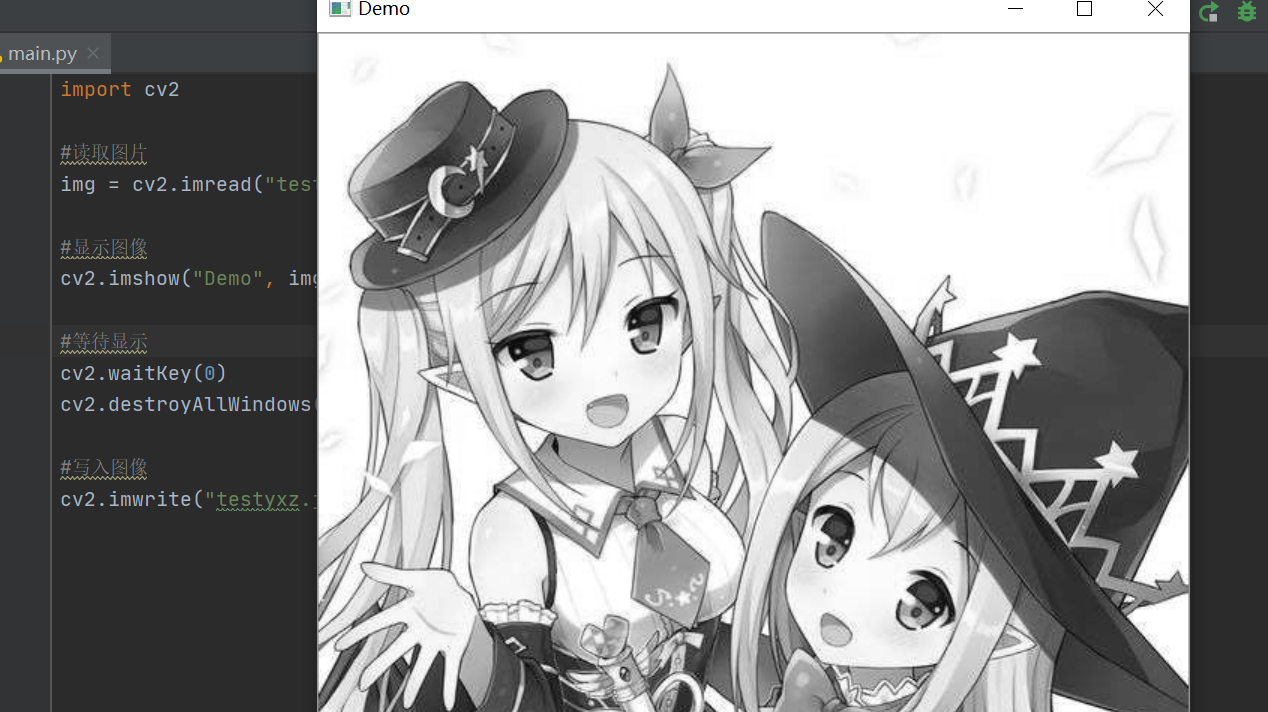 Demo
main.py
import cv2
#读取图片
img = cv2.imread("test
#显示图像
cv2.imshow("Demo", img
#等待显示
cv2.waitKey(0)
cv2.destroyAllWindows(
#写入图像
cv2.imwrite("testyxz.